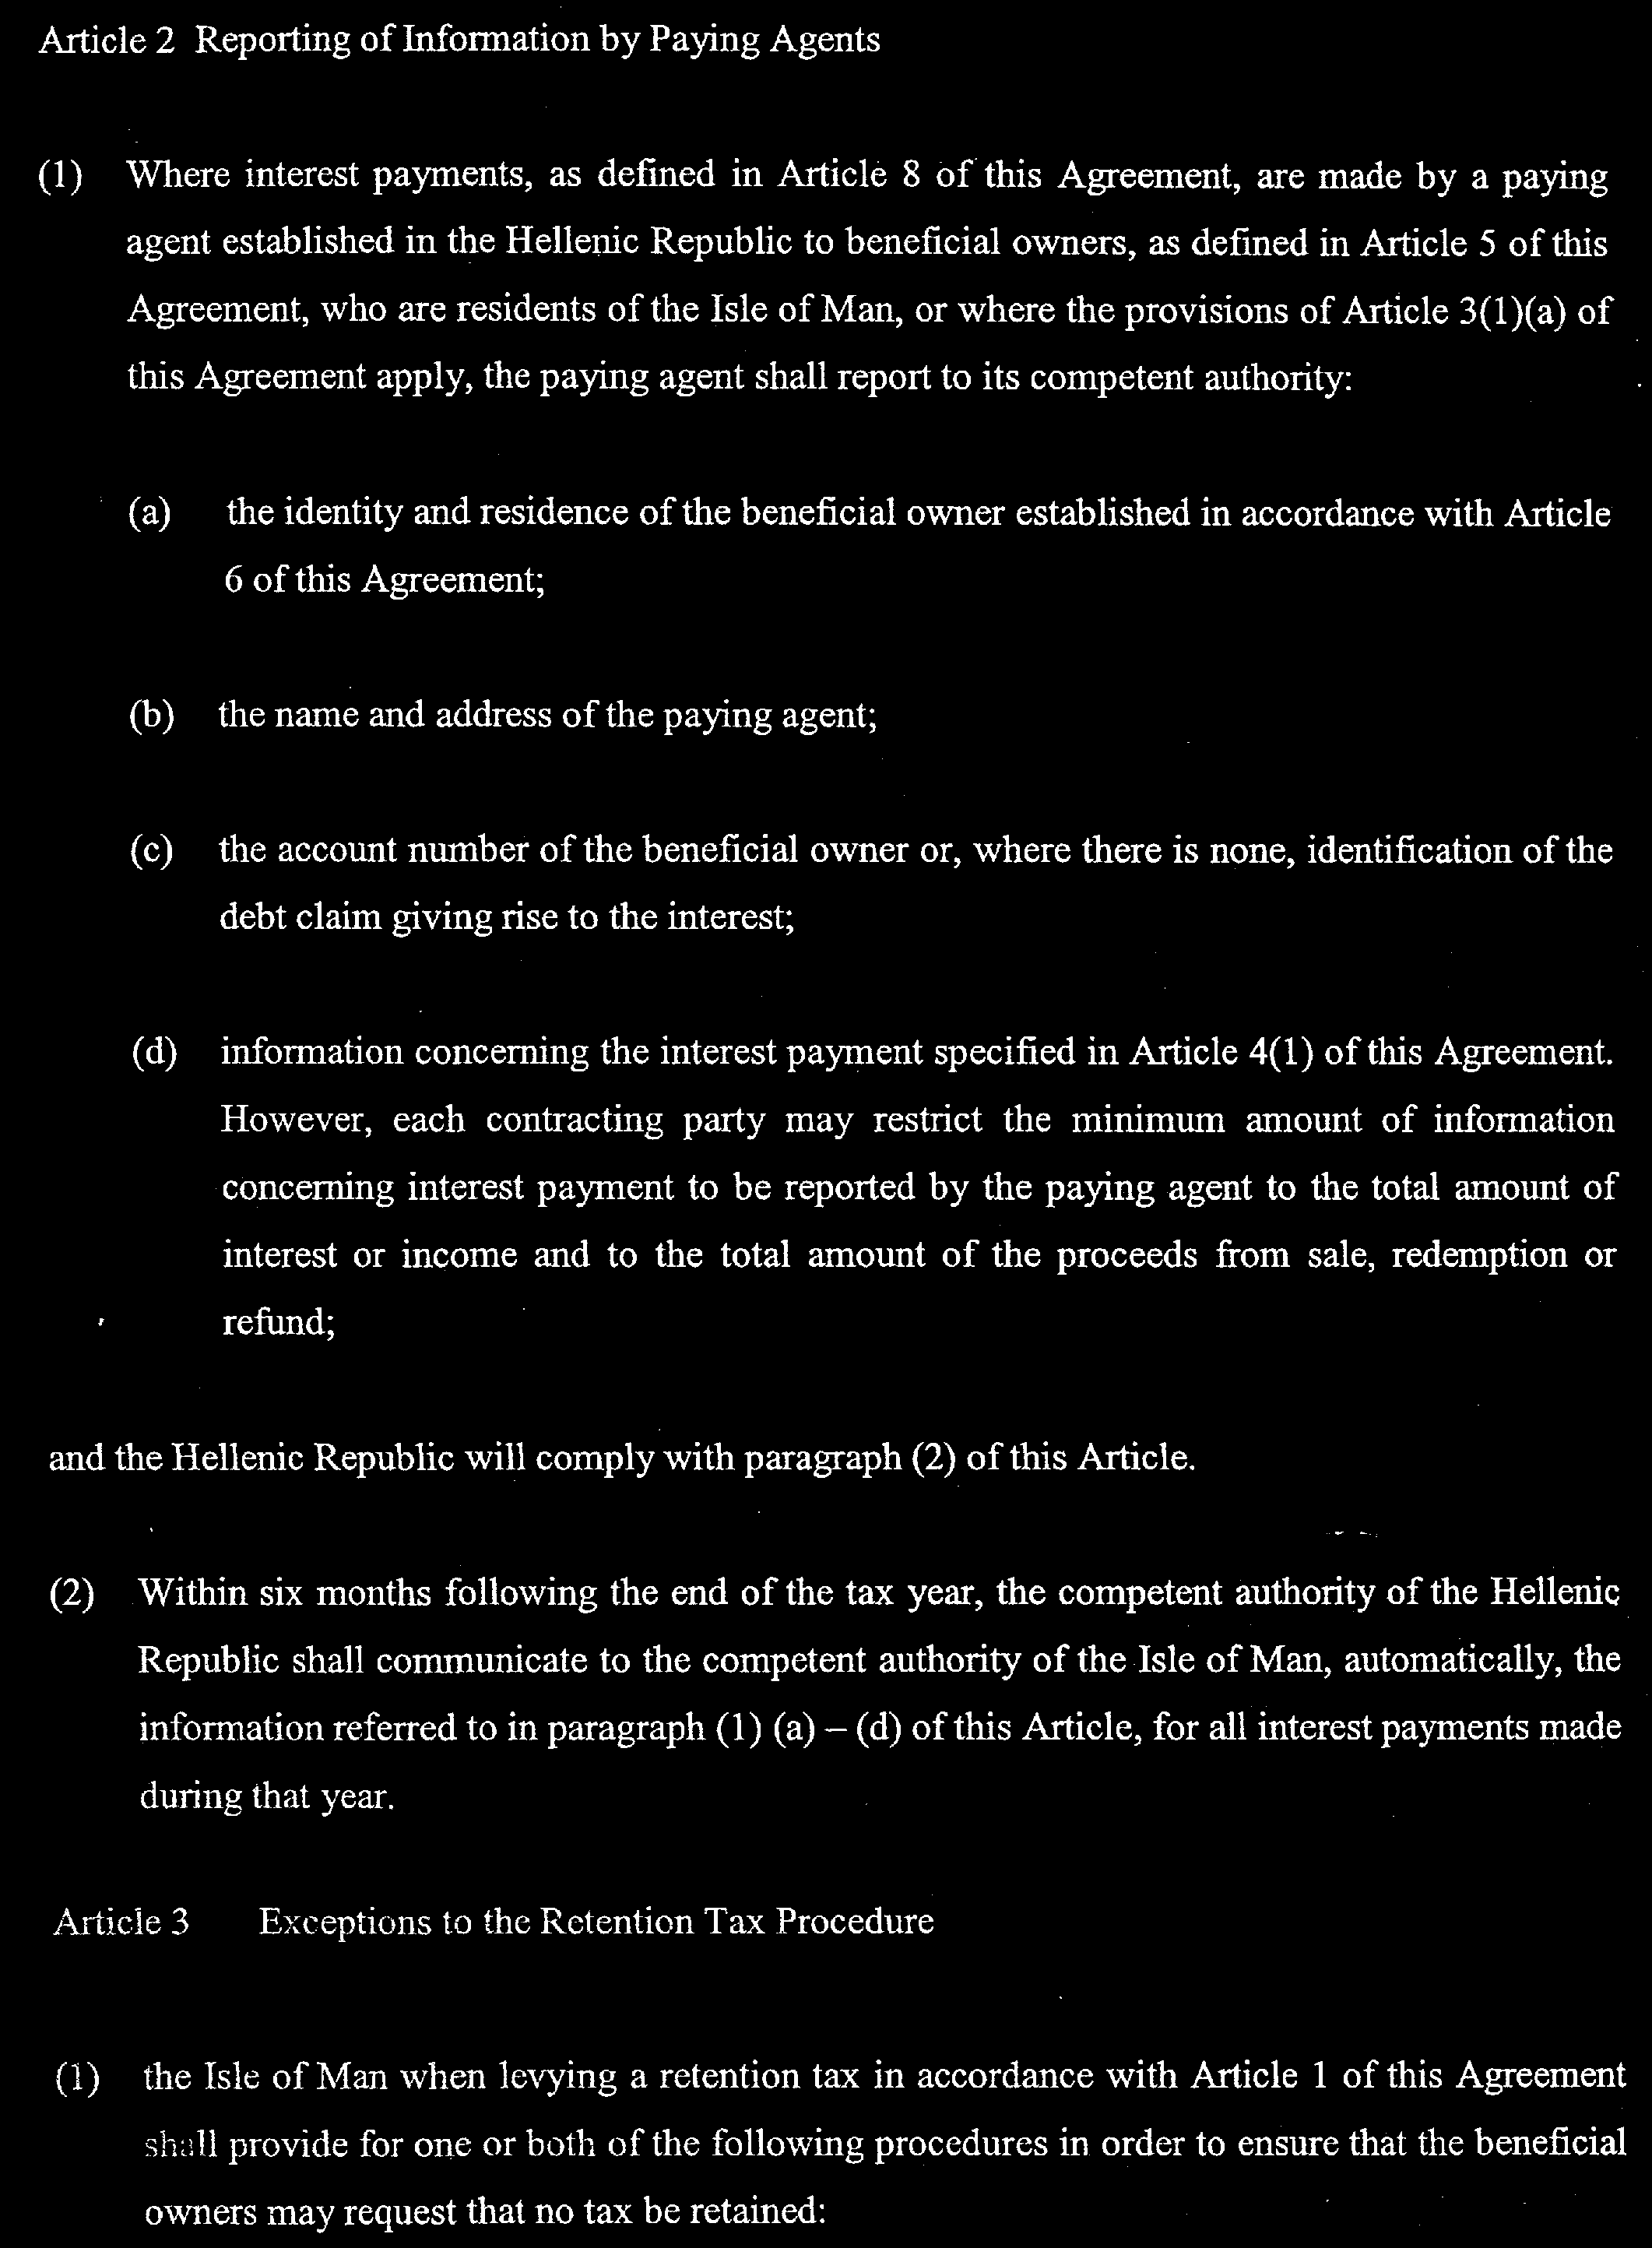 Article 2 Reporting of Information by Paying Agents
(1) Where interest payments, as defined in Article 8 of this Agreement, are made by a paying
agent established in the Hellenic Republic to beneficial owners, as defined in Article 5 of this
Agreement, who are residents of the Isle of Man, or where the provisions of Article 3(1)(a) of
this Agreement apply, the paying agent shall report to its competent authority:
(a) the identity and residence of the beneficial owner established in accordance with Article
6 of this Agreement;
(b) the name and address of the paying agent;
(c) the account number of the beneficial owner or, where there is none, identification of the
debt claim giving rise to the interest;
(d) information concerning the interest payment specified in Article 4(1) of this Agreement.
However, each contracting party may restrict the minimum amount of information
concerning interest payment to be reported by the paying agent to the total amount of
interest or income and to the total amount of the proceeds from sale, redemption or
refund;
and the Hellenic Republic will comply with paragraph (2) of this Article.
(2) Within six months following the end of the tax year, the competent authority of the Hellenic
Republic shall communicate to the competent authority of the Isle of Man, automatically, the
information referred to in paragraph (1) (a) – (d) of this Article, for all interest payments made
during that year.
Article 3 Exceptions to the Retention Tax Procedure
(1) the Isle of Man when levying a retention tax in accordance with Article 1 of this Agreement
shall provide for one or both of the following procedures in order to ensure that the beneficial
owners may request that no tax be retained: